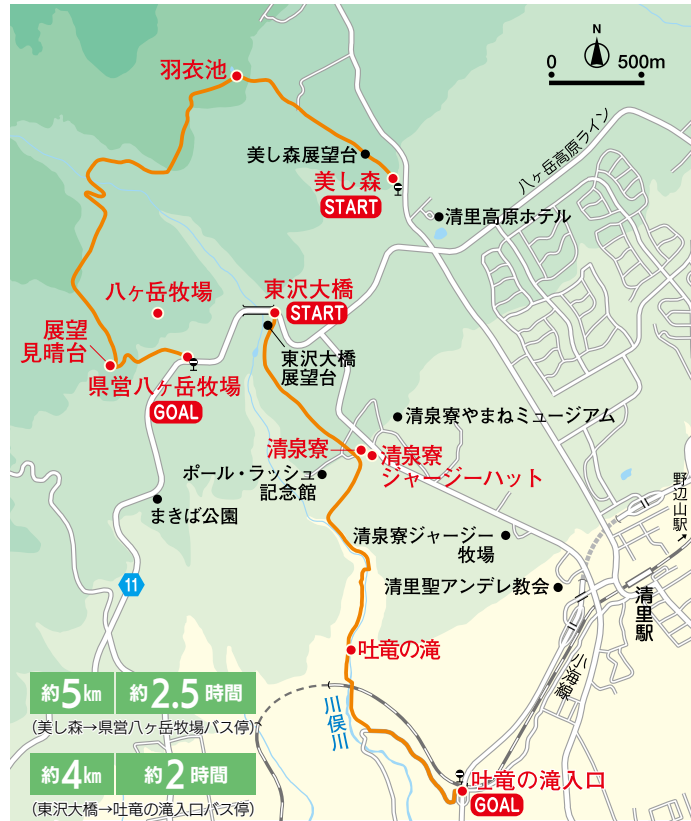 N
0 500m
羽衣池
美し森展望台
美し森
START
八ヶ岳高原ライン
清里高原ホテル
八ヶ岳牧場
東沢大橋
START
展望
見晴台
東沢大橋
展望台
県営八ヶ岳牧場
GOAL
清泉寮やまねミュージアム
清泉寮
清泉寮
ジャージーハット
ポール・ラッシュ
記念館
野辺山駅→
まきば公園
清泉寮ジャージー
牧場
11
清里聖アンデレ教会
清里駅
吐竜の滝
小海線
川俣川
約5km 約2.5時間
(美し森→県営八ヶ岳牧場バス停)
約4km 約2時間
(東沢大橋→吐竜の滝入口バス停)
吐竜の滝入口
GOAL